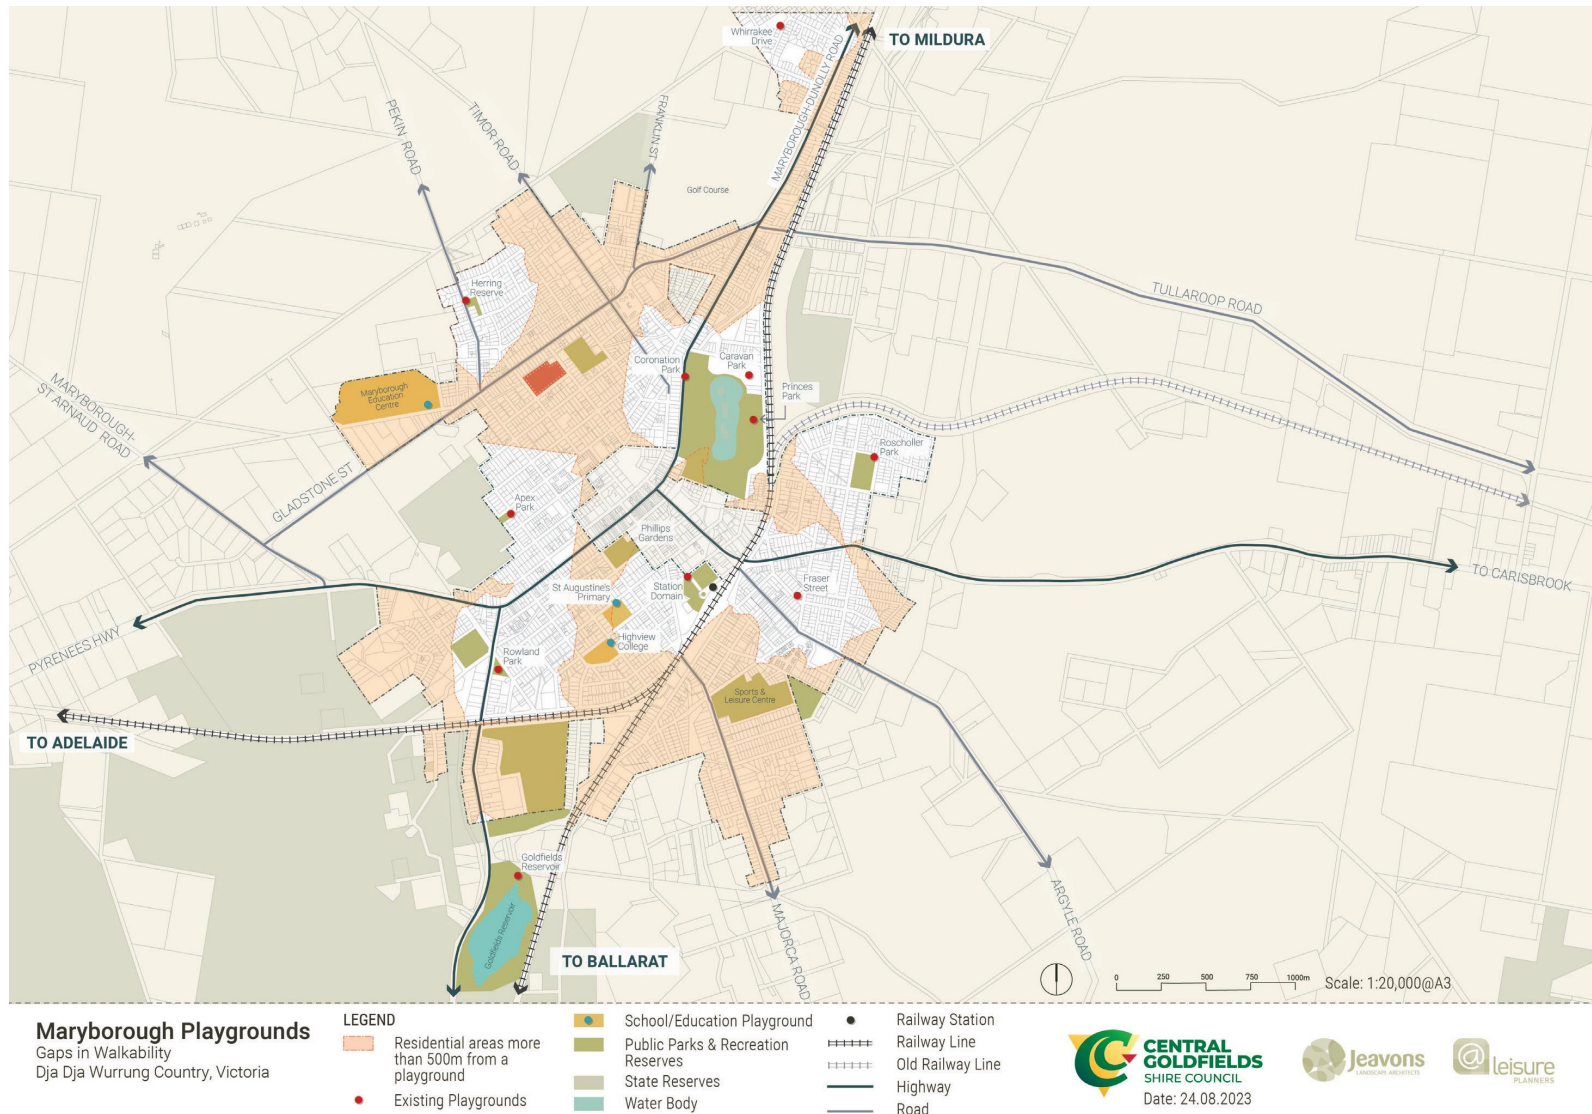 Whirrakee
Drive
TO MILDURA
MARYBOROUGH-DUNOLLY ROAD
PEKIN ROAD
TIMOR ROAD
FRANKLIN ST
Golf Course
Herring
Reserve
TULLAROOP ROAD
Coronation
Park
Caravan
Park
Princes
Park
Maryborough
Education
Centre
MARYBOROUGH-
ST ARNAUD ROAD
Roscholler
Park
GLADSTONE ST
Apex
Park
Phillips
Gardens
St Augustine's
Primary
Station
Domain
Fraser
Street
TO CARISBROOK
PYRENEES HWY
Highview
College
Rowland
Park
Sports &
Leisure Centre
TO ADELAIDE
Goldfields
Reservoir
Goldfields Reservoir
MAJORCA ROAD
ARGYLE ROAD
TO BALLARAT
0 250 500 750 1000m
Scale: 1:20,000@A3
Maryborough Playgrounds
Gaps in Walkability
Dja Dja Wurrung Country, Victoria
LEGEND
Residential areas more
than 500m from a
playground
Existing Playgrounds
School/Education Playground
Public Parks & Recreation
Reserves
State Reserves
Water Body
Railway Station
Railway Line
Old Railway Line
Highway
Road
CENTRAL
GOLDFIELDS
SHIRE COUNCIL
Date: 24.08.2023
Jeavons
LANDSCAPE ARCHITECTS
@leisure
PLANNERS